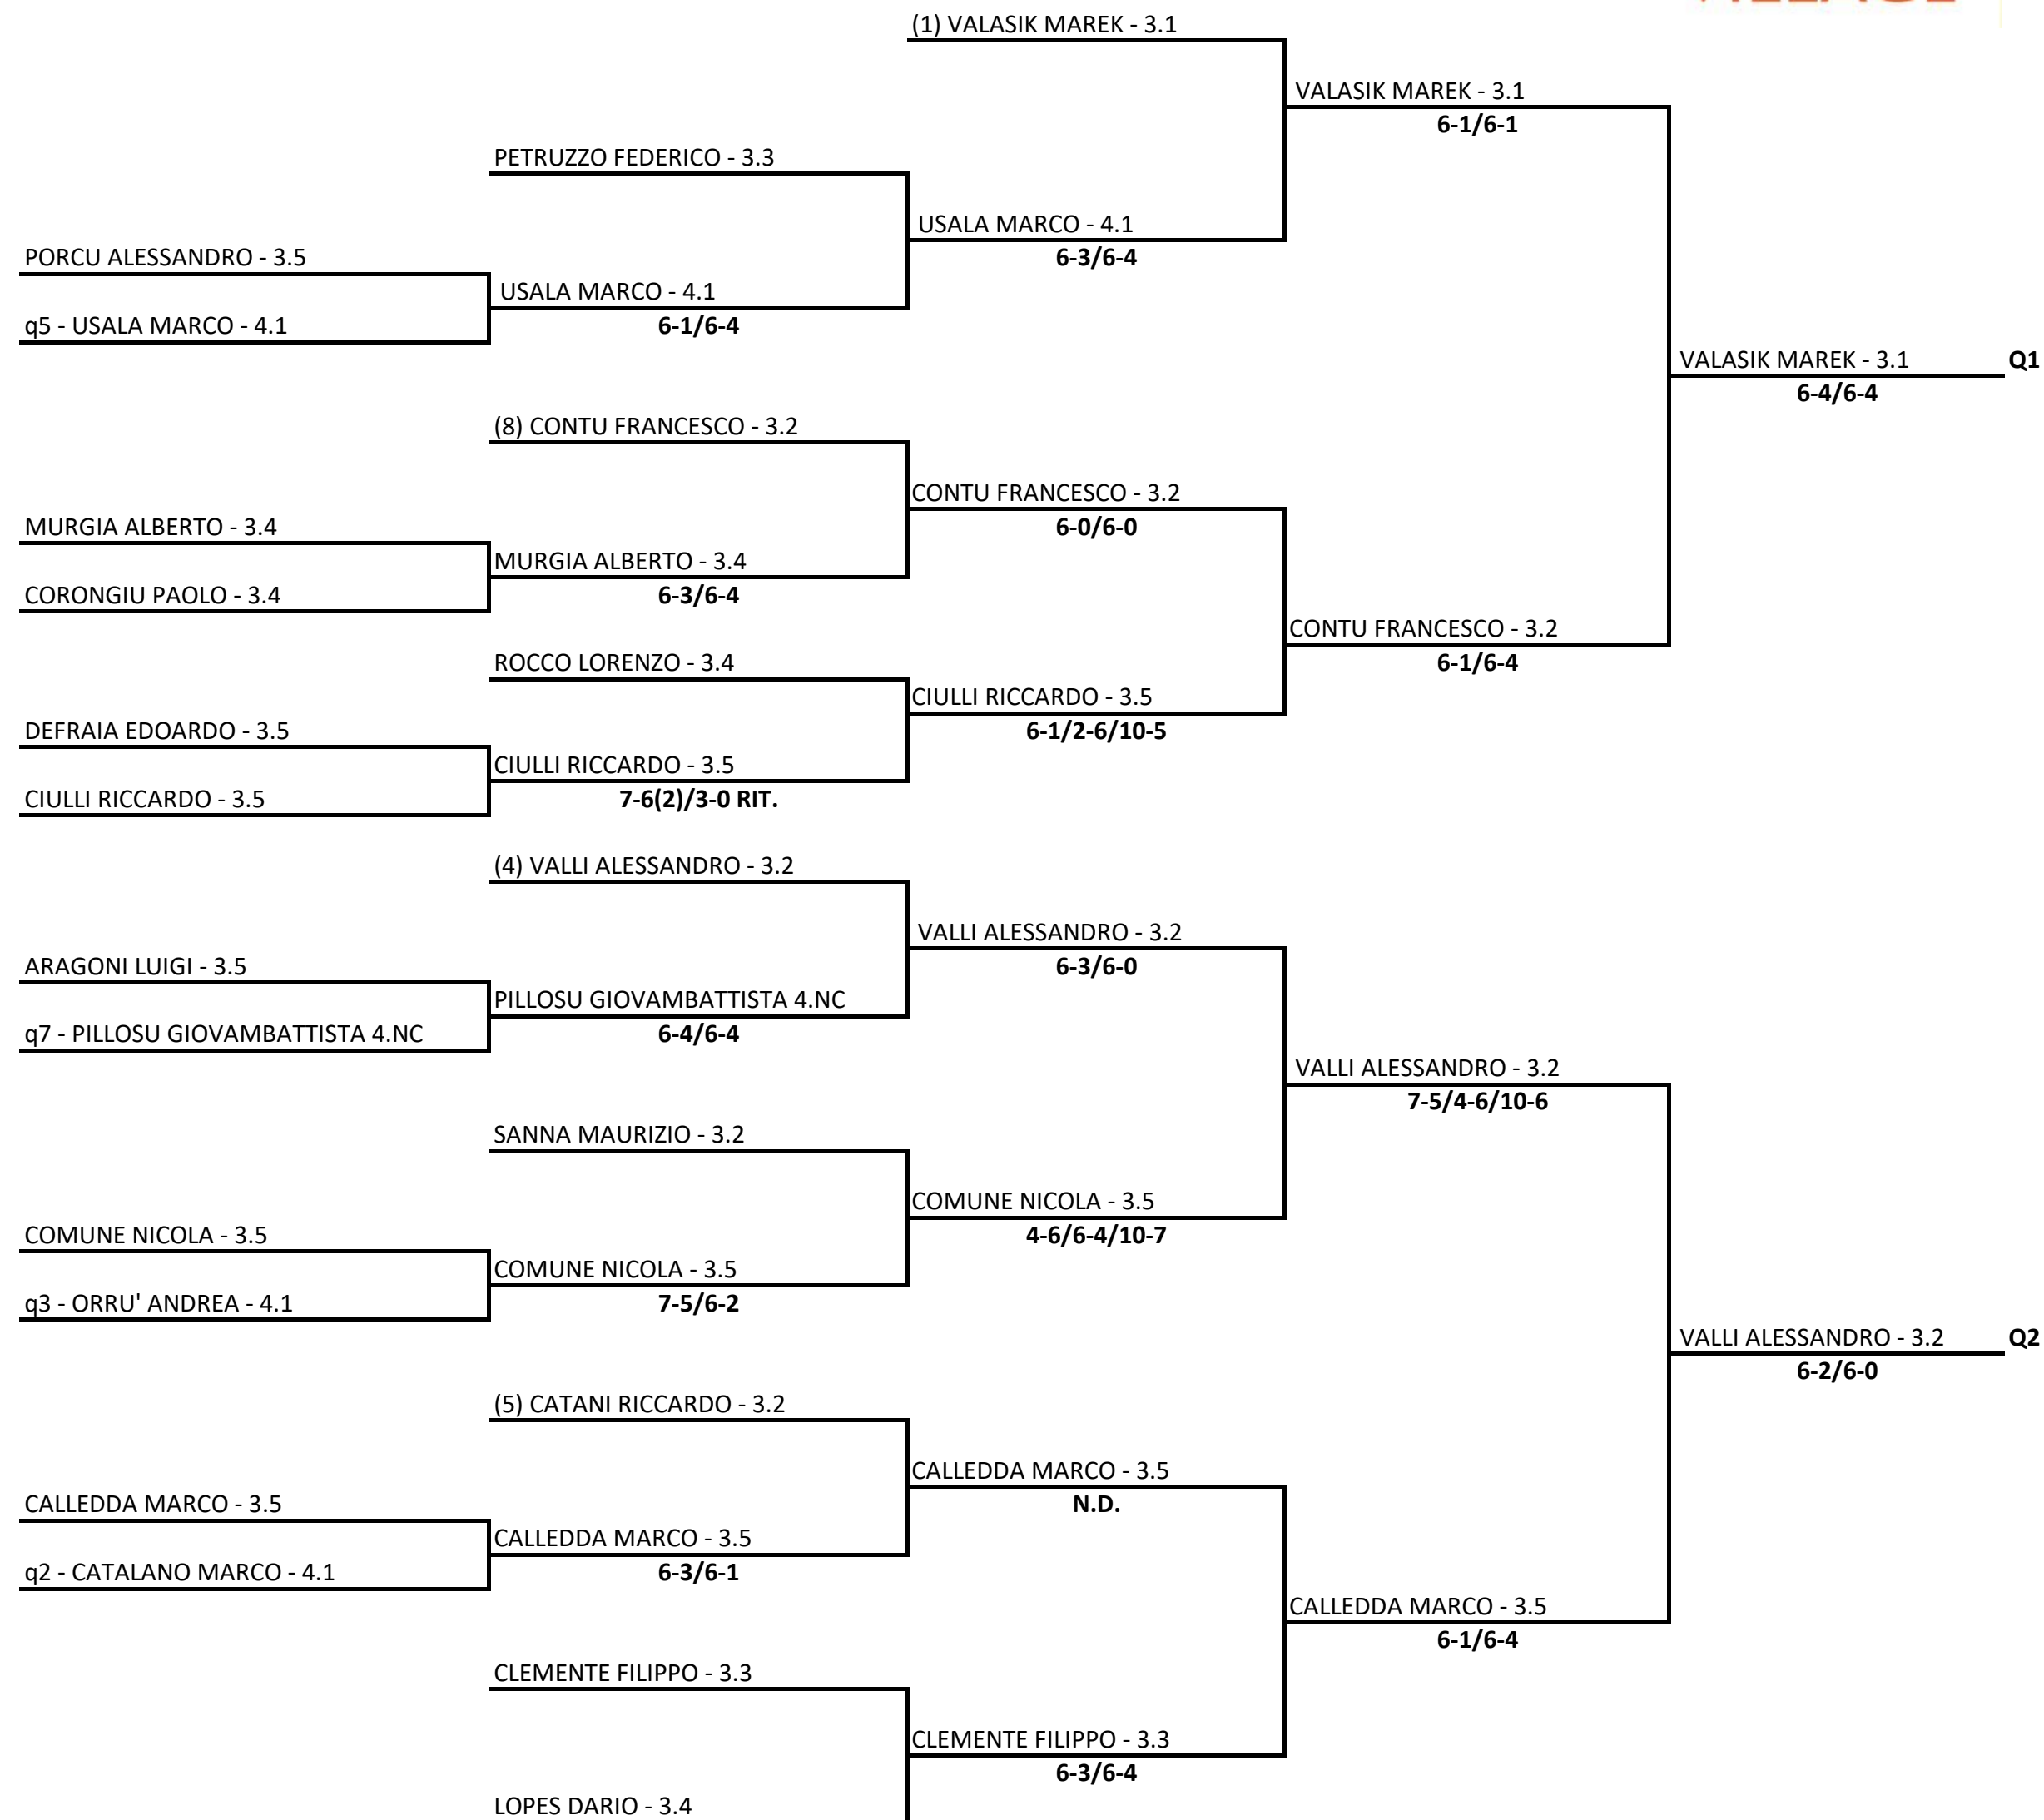 (1) VALASIK MAREK - 3.1
VALASIK MAREK - 3.1
6-1/6-1
PETRUZZO FEDERICO - 3.3
USALA MARCO - 4.1
6-3/6-4
PORCU ALESSANDRO - 3.5
USALA MARCO - 4.1
6-1/6-4
q5 - USALA MARCO - 4.1
VALASIK MAREK - 3.1 Q1
6-4/6-4
(8) CONTU FRANCESCO - 3.2
CONTU FRANCESCO - 3.2
6-0/6-0
MURGIA ALBERTO - 3.4
MURGIA ALBERTO - 3.4
6-3/6-4
CORONGIU PAOLO - 3.4
CONTU FRANCESCO - 3.2
6-1/6-4
ROCCO LORENZO - 3.4
CIULLI RICCARDO - 3.5
6-1/2-6/10-5
DEFRAIA EDOARDO - 3.5
CIULLI RICCARDO - 3.5
7-6(2)/3-0 RIT.
CIULLI RICCARDO - 3.5
(4) VALLI ALESSANDRO - 3.2
VALLI ALESSANDRO - 3.2
6-3/6-0
ARAGONI LUIGI - 3.5
PILLOSU GIOVAMBATTISTA 4.NC
6-4/6-4
q7 - PILLOSU GIOVAMBATTISTA 4.NC
VALLI ALESSANDRO - 3.2
7-5/4-6/10-6
SANNA MAURIZIO - 3.2
COMUNE NICOLA - 3.5
4-6/6-4/10-7
COMUNE NICOLA - 3.5
COMUNE NICOLA - 3.5
7-5/6-2
q3 - ORRU' ANDREA - 4.1
VALLI ALESSANDRO - 3.2 Q2
6-2/6-0
(5) CATANI RICCARDO - 3.2
CALLEDDA MARCO - 3.5
N.D.
CALLEDDA MARCO - 3.5
CALLEDDA MARCO - 3.5
6-3/6-1
q2 - CATALANO MARCO - 4.1
CALLEDDA MARCO - 3.5
6-1/6-4
CLEMENTE FILIPPO - 3.3
CLEMENTE FILIPPO - 3.3
6-3/6-4
LOPES DARIO - 3.4